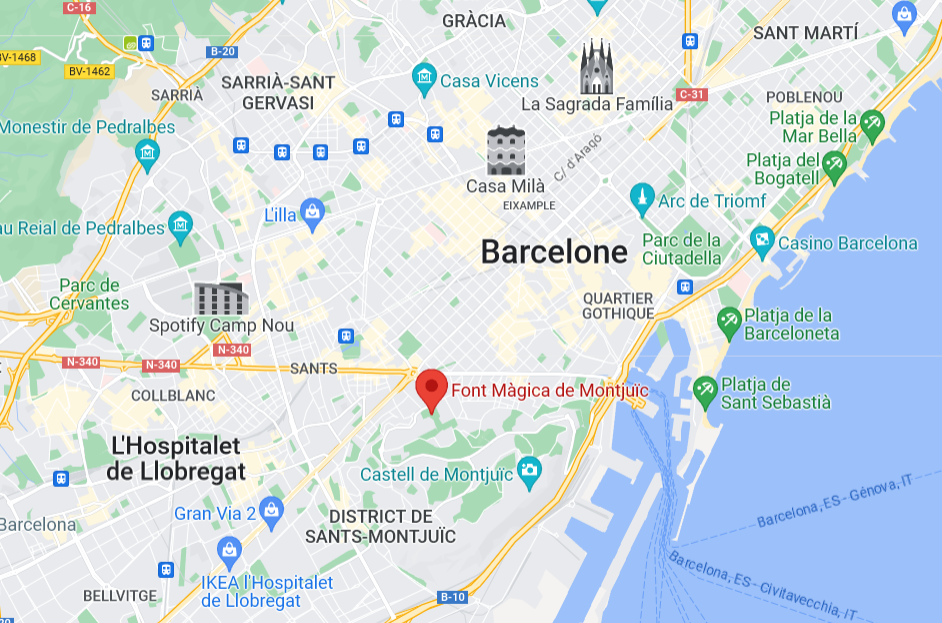 C-16
GRÀCIA
SANT MARTÍ
B-20
BV-1468
BV-1462
SARRIÀ-SANT
GERVASI
SARRIÀ
Casa Vicens
La Sagrada Família
C-31
POBLENOU
Platja de la
Mar Bella
Monestir de Pedralbes
Platja del
Bogatell
C/ d'Aragó
Casa Milà
EIXAMPLE
Arc de Triomf
L'illa
au Reial de Pedralbes
Barcelone
Parc de la
Ciutadella
Casino Barcelona
Parc de
Cervantes
QUARTIER
GOTHIQUE
Spotify Camp Nou
Platja de la
Barceloneta
N-340
N-340
N-340
SANTS
COLLBLANC
Font Màgica de Montjuïc
Platja de
Sant Sebastià
L'Hospitalet
de Llobregat
Castell de Montjuïc
Gran Via 2
Barcelona
DISTRICT DE
SANTS-MONTJUÏC
Barcelona, ES - Gènova, IT
Barcelona, ES - Civitavecchia, IT
IKEA l'Hospitalet
de Llobregat
BELLVITGE
B-10